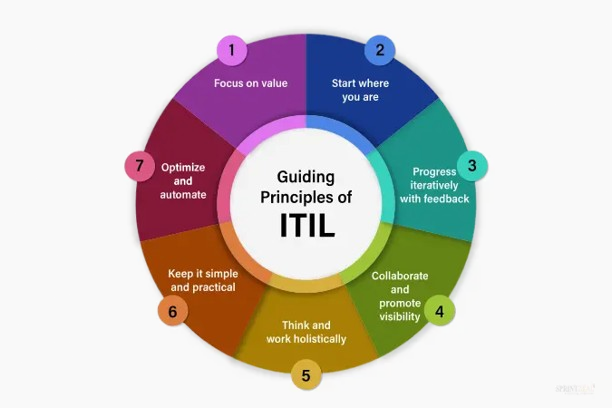 Guiding
Principles of
ITIL
1
Focus on value
2
Start where
you are
3
Progress
iteratively
with feedback
4
Collaborate
and
promote
visibility
5
Think and
work holistically
6
Keep it simple
and practical
7
Optimize
and
automate